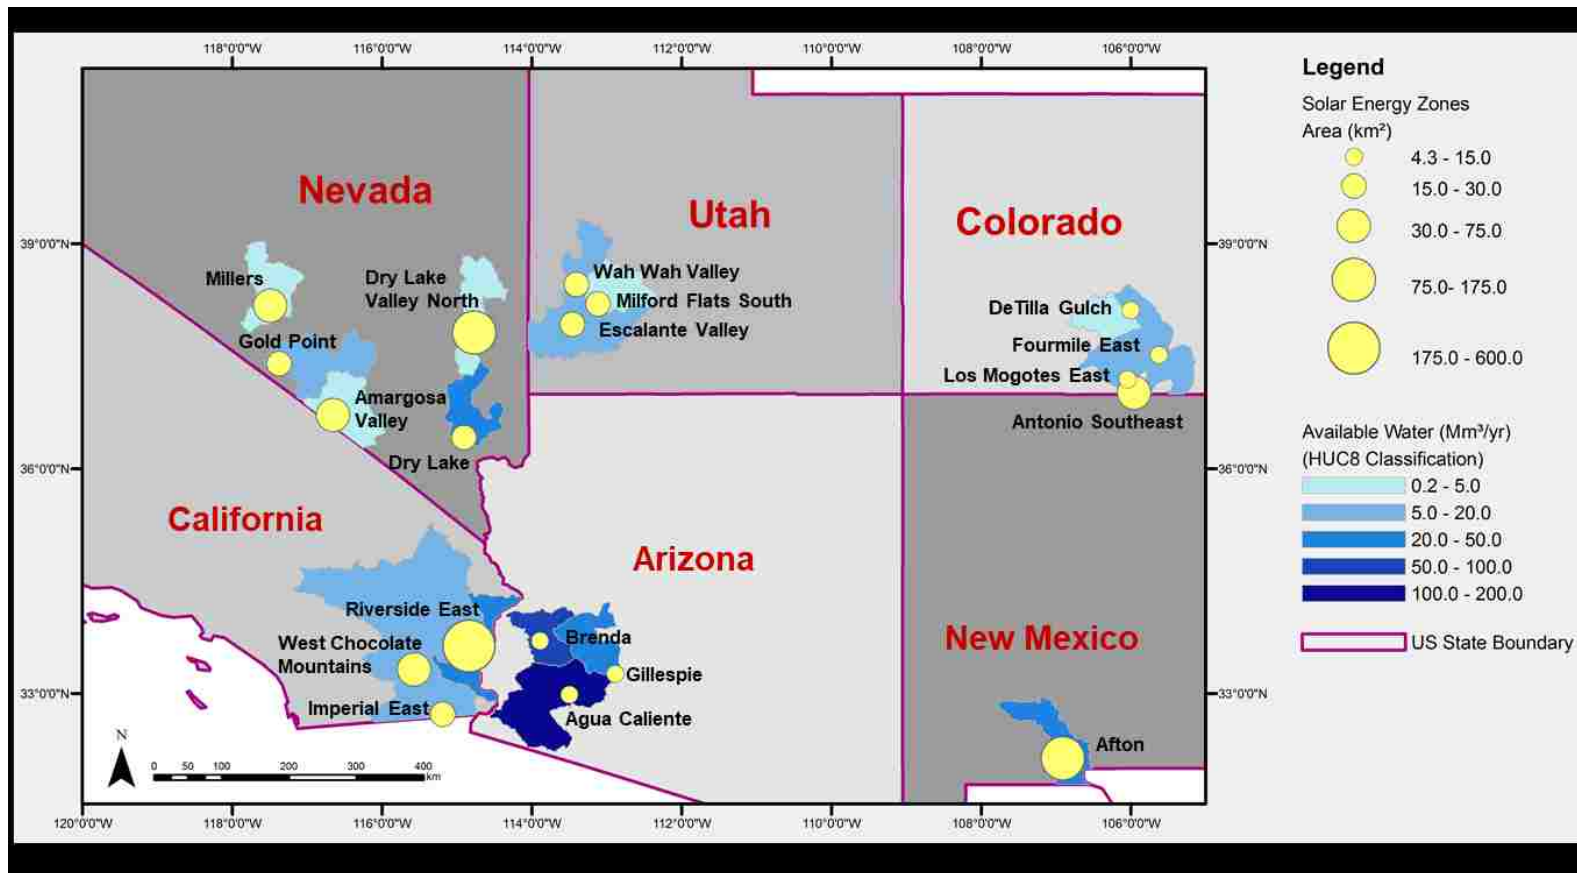 118°0'0"W 116°0'0"W 114°0'0"W 112°0'0"W 110°0'0"W 108°0'0"W 106°0'0"W
39°0'0"N
36°0'0"N
33°0'0"N
39°0'0"N
36°0'0"N
33°0'0"N
Nevada
Utah
Colorado
California
Arizona
New Mexico
Millers
Dry Lake
Valley North
Gold Point
Amargosa
Valley
Dry Lake
Wah Wah Valley
Milford Flats South
Escalante Valley
DeTilla Gulch
Fourmile East
Los Mogotes East
Antonio Southeast
Riverside East
West Chocolate
Mountains
Imperial East
Brenda
Gillespie
Agua Caliente
Afton
N
0 50 100 200 300 400
km
120°0'0"W 118°0'0"W 116°0'0"W 114°0'0"W 112°0'0"W 110°0'0"W 108°0'0"W 106°0'0"W
Legend
Solar Energy Zones
Area (km²)
4.3 - 15.0
15.0 - 30.0
30.0 - 75.0
75.0- 175.0
175.0 - 600.0
Available Water (Mm³/yr)
(HUC8 Classification)
0.2 - 5.0
5.0 - 20.0
20.0 - 50.0
50.0 - 100.0
100.0 - 200.0
US State Boundary